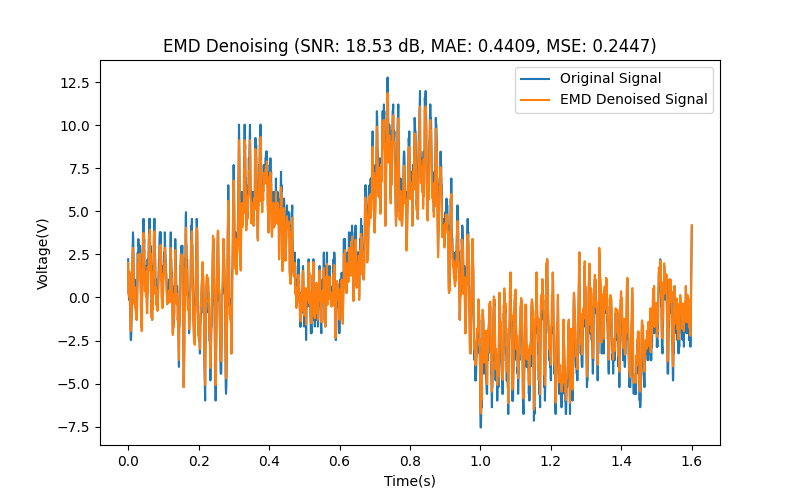 EMD Denoising (SNR: 18.53 dB, MAE: 0.4409, MSE: 0.2447)
Original Signal
EMD Denoised Signal
12.5
10.0
7.5
5.0
2.5
0.0
−2.5
−5.0
−7.5
Voltage(V)
0.0 0.2 0.4 0.6 0.8 1.0 1.2 1.4 1.6
Time(s)